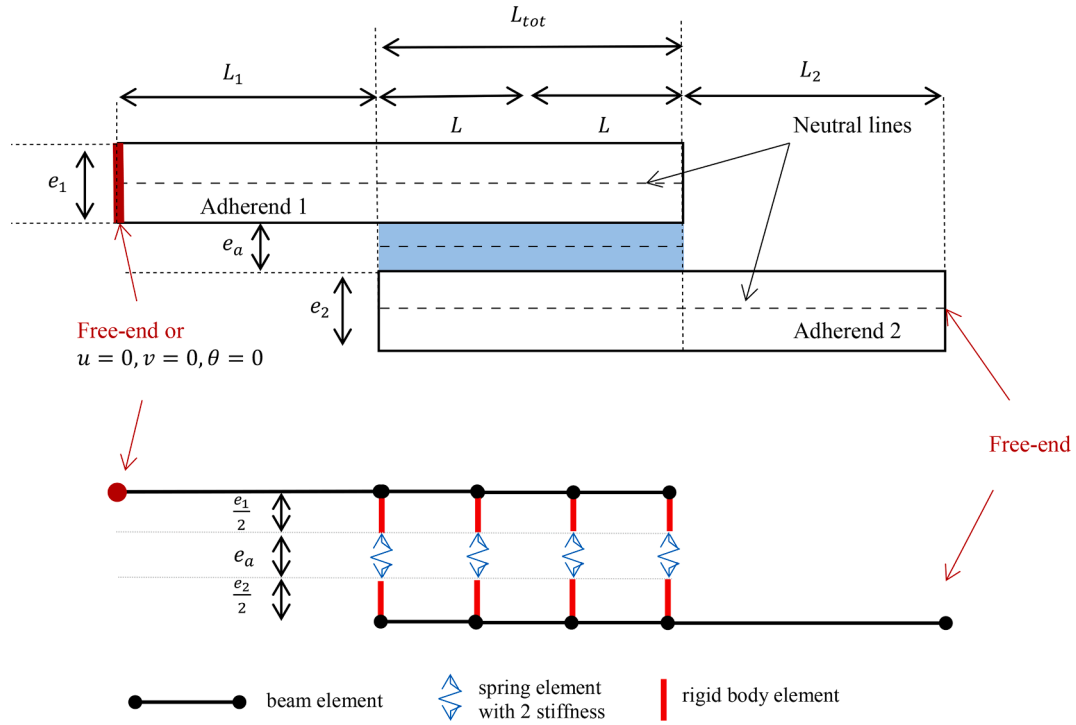 L_tot
L_1
L_2
L
L
Neutral lines
e_1
Adherend 1
e_a
e_2
Adherend 2
Free-end or
u = 0, v = 0, θ = 0
Free-end
e_1/2
e_a
e_2/2
beam element
spring element
with 2 stiffness
rigid body element